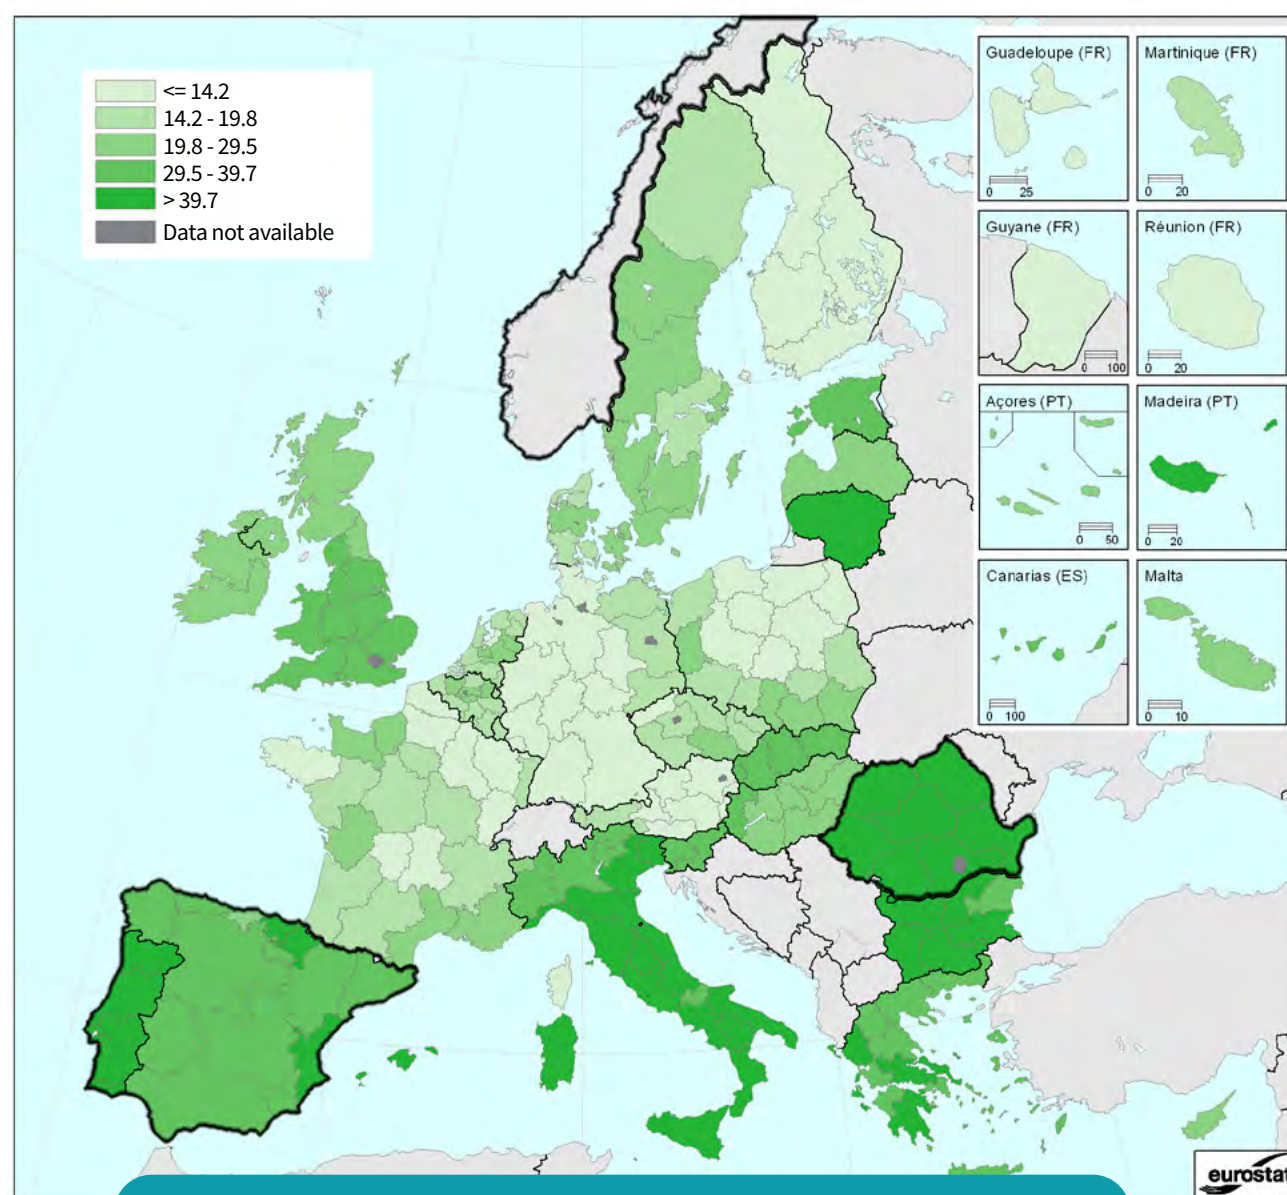 <= 14.2
14.2 - 19.8
19.8 - 29.5
29.5 - 39.7
> 39.7
Data not available
Guadeloupe (FR)
0 25
Martinique (FR)
0 20
Guyane (FR)
0 100
Réunion (FR)
0 20
Açores (PT)
0 50
Madeira (PT)
0 20
Canarias (ES)
0 100
Malta
0 10
eurostat